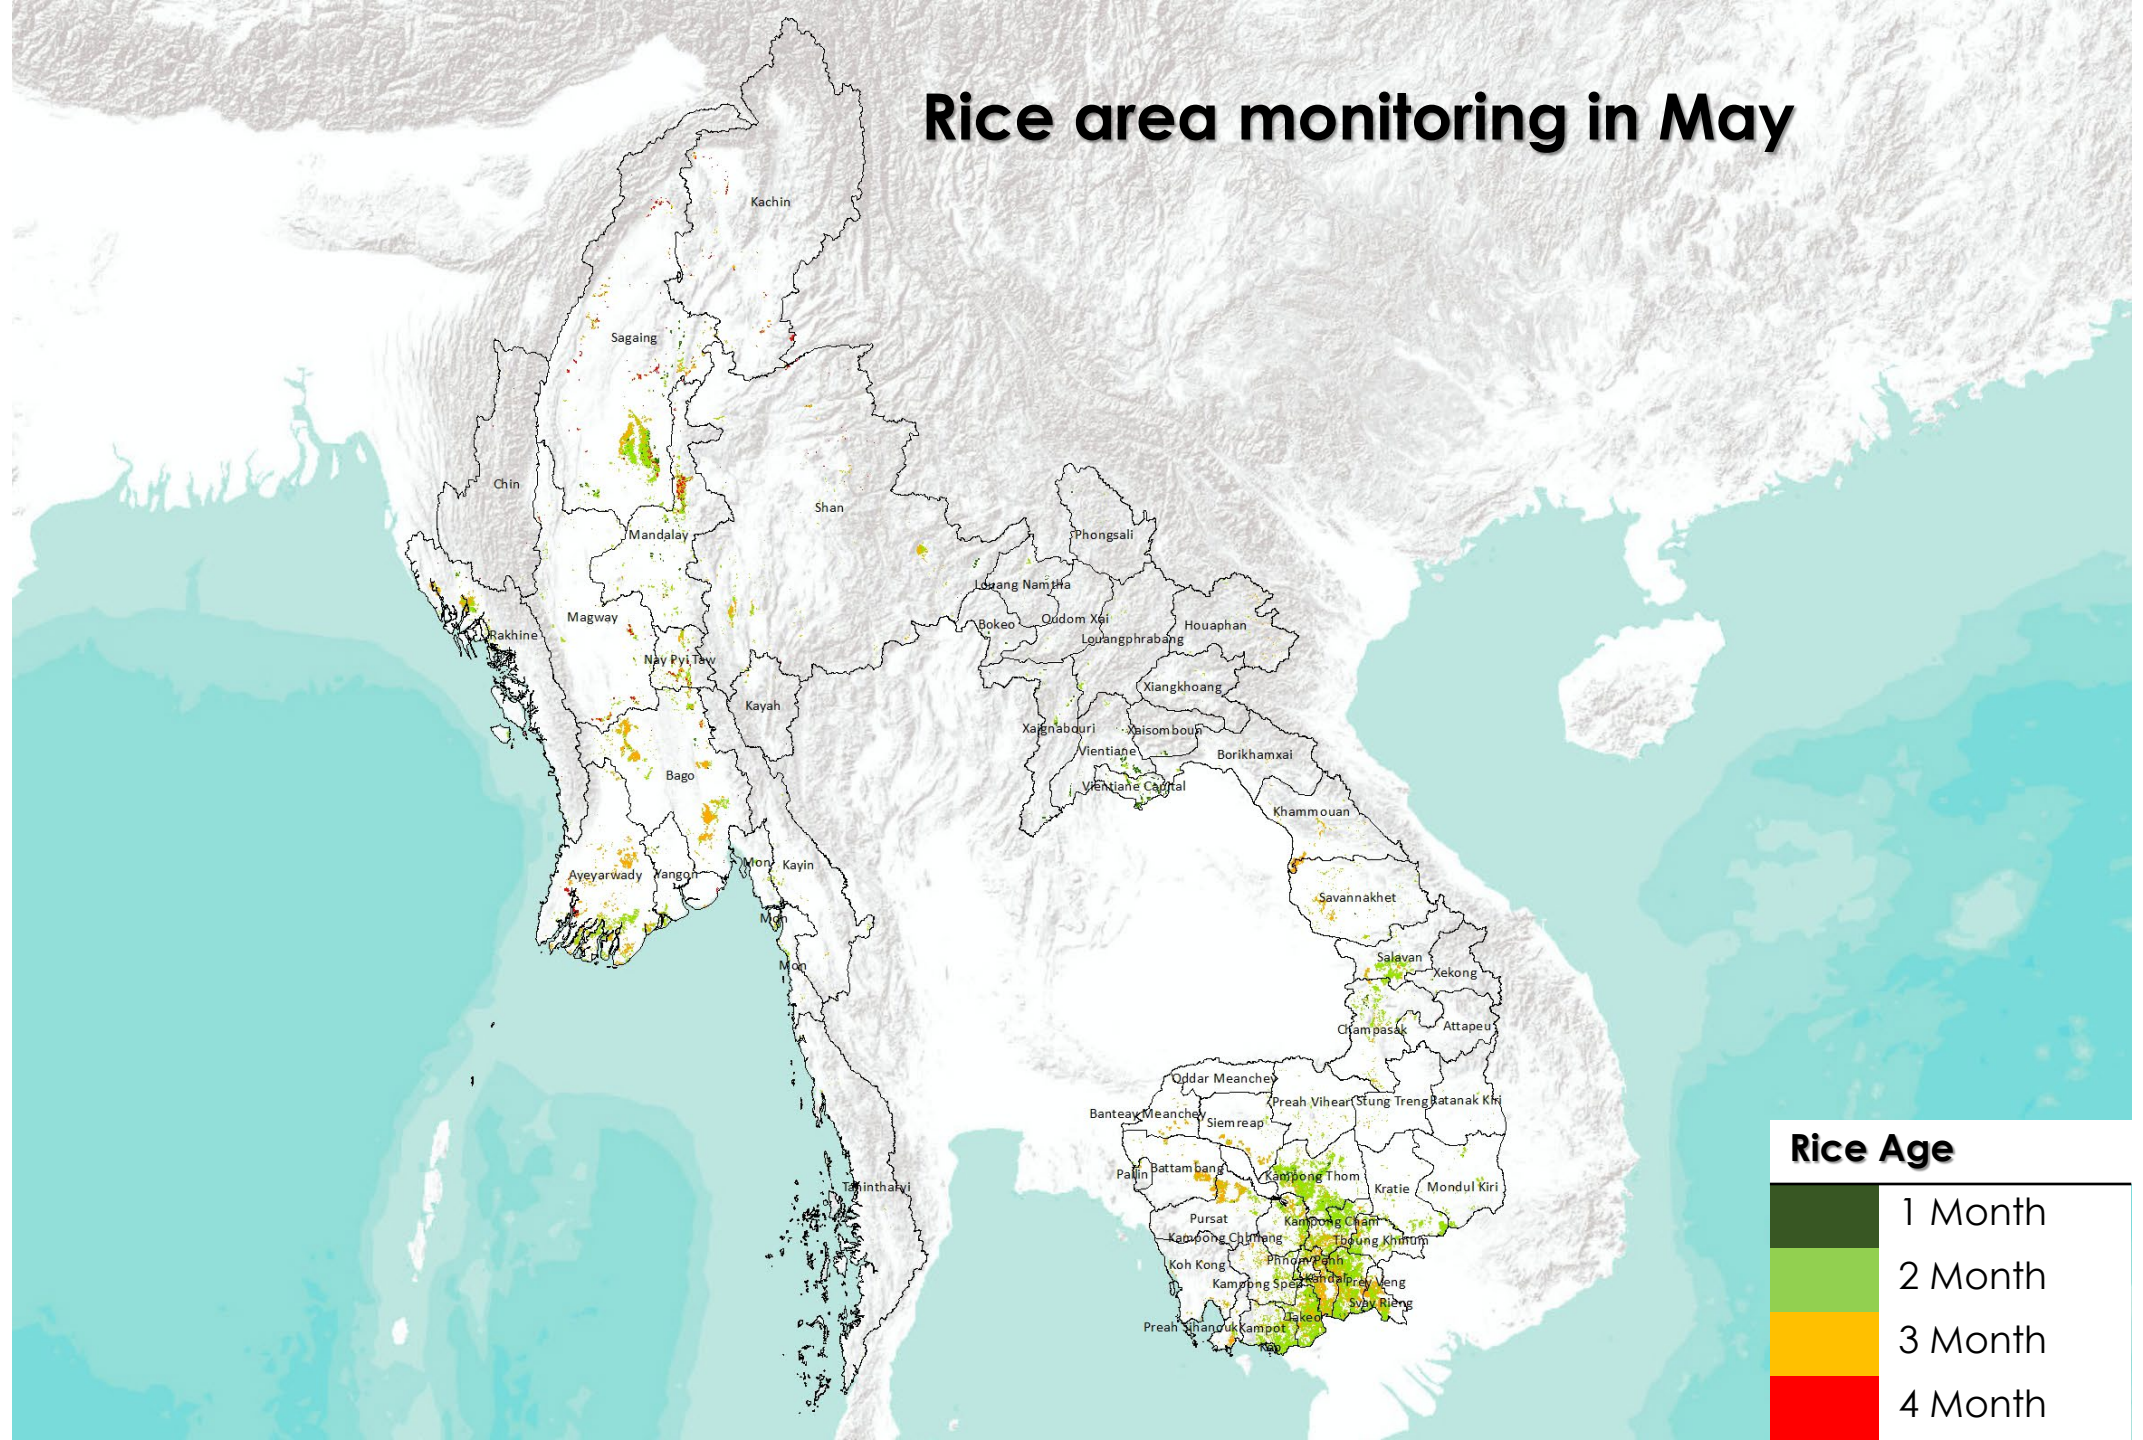 Rice area monitoring in May
Kachin
Sagaing
Chin
Shan
Mandalay
Phongsali
Louang Namtha
Magway
Oudom Xai
Bokeo
Houaphan
Rakhine
Louangphrabang
Nay Pyi Taw
Xiangkhoang
Kayah
Xaignabouri
Xaisomboun
Vientiane
Borikhamxai
Bago
Vientiane Capital
Khammouan
Mon
Kayin
Ayeyarwady
Yangon
Savannakhet
Mon
Salavan
Mon
Xekong
Champasak
Attapeu
Oddar Meanchey
Preah Vihear
Stung Treng
Ratanak Kiri
Banteay Meanchey
Siemreap
Battambang
Pailin
Kampong Thom
Kratie
Mondul Kiri
Tanintharyi
Pursat
Kampong Cham
Kampong Chhnang
Tboung Khmum
Koh Kong
Phnom Penh
Kampong Speu
Kandal
Prey Veng
Svay Rieng
Takeo
Preah Sihanouk
Kampot
Kep
Rice Age
1 Month
2 Month
3 Month
4 Month